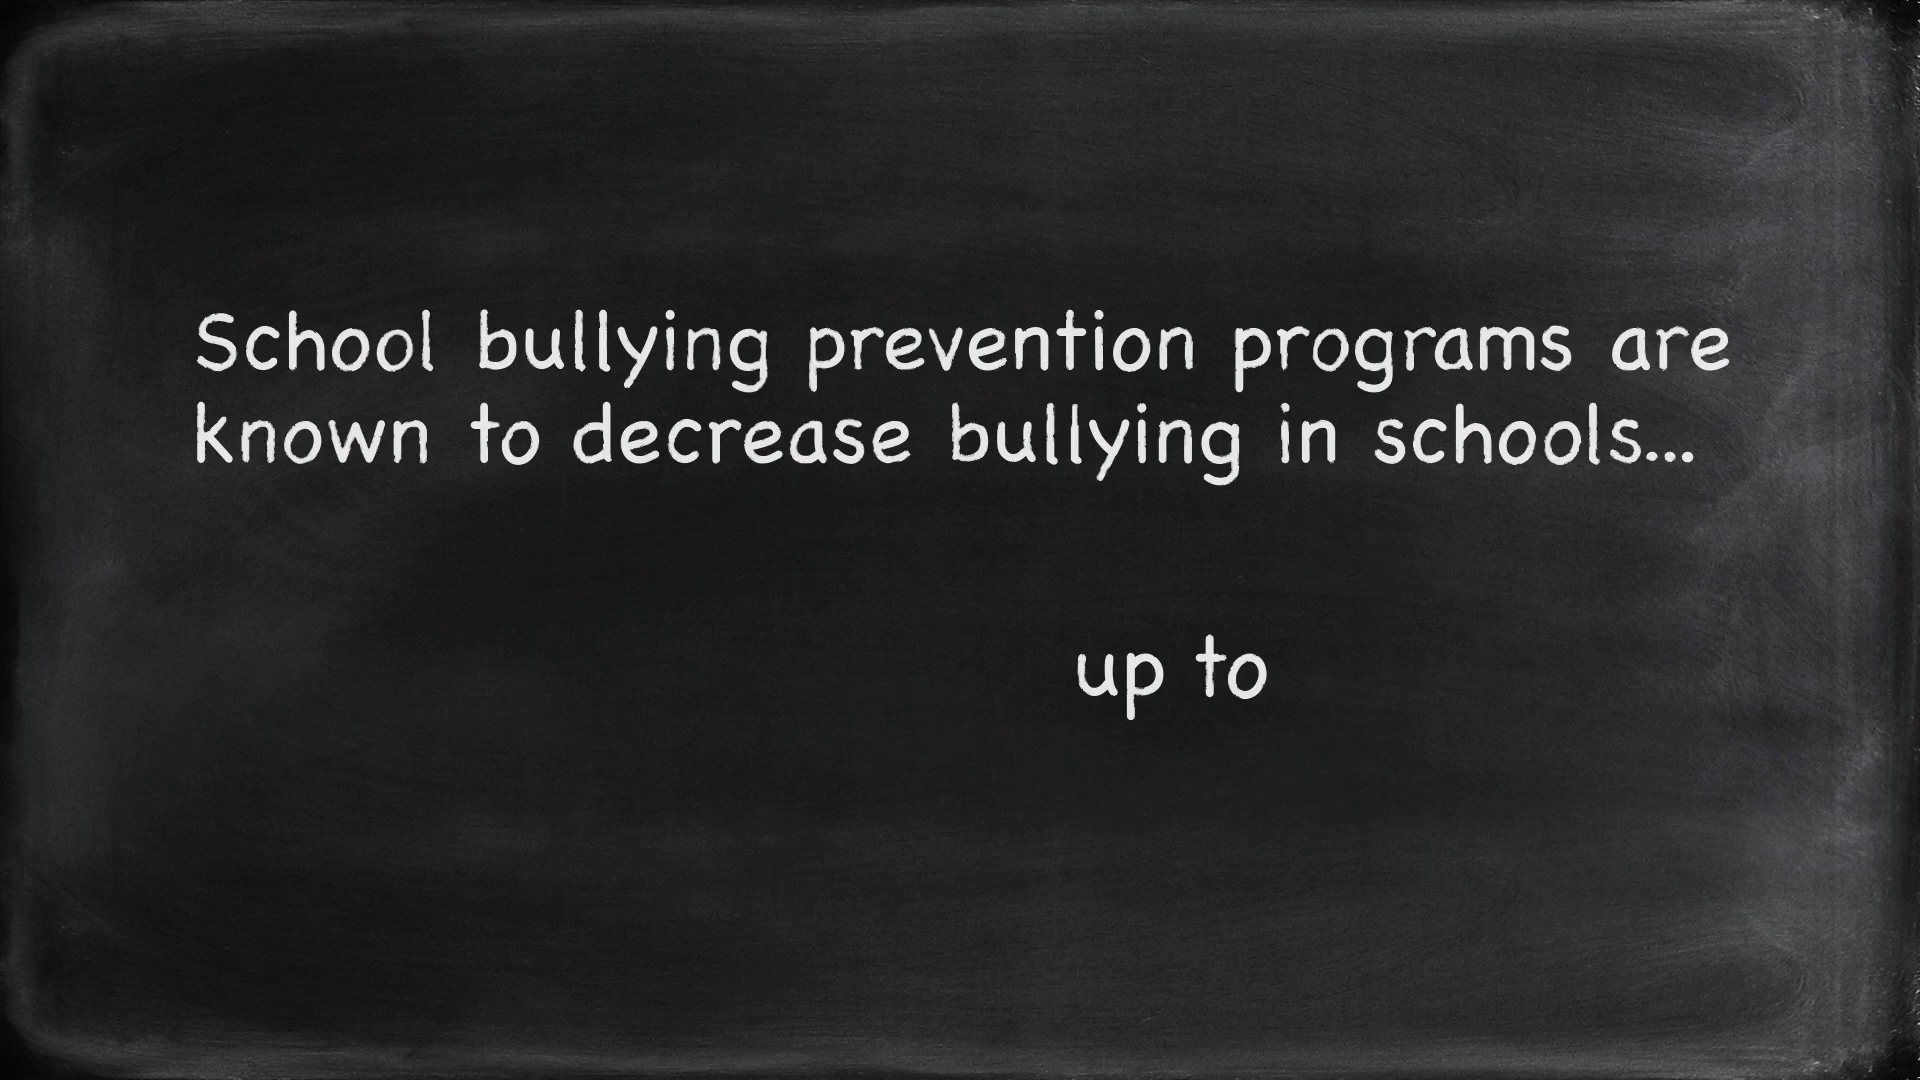 School bullying prevention programs are
known to decrease bullying in schools...
up to